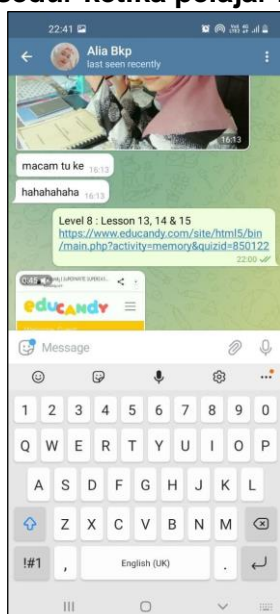 22:41
Alia Bkp
last seen recently
16:13
macam tu ke 16:13
hahahahaha 16:13
Level 8 : Lesson 13, 14 & 15
https://www.educandy.com/site/html5/bin
/main.php?activity=memory&quizid=850122
22:00
0:45
eduCANDY
Message
1 2 3 4 5 6 7 8 9 0
Q W E R T Y U I O P
A S D F G H J K L
Z X C V B N M
!#1 , English (UK) .